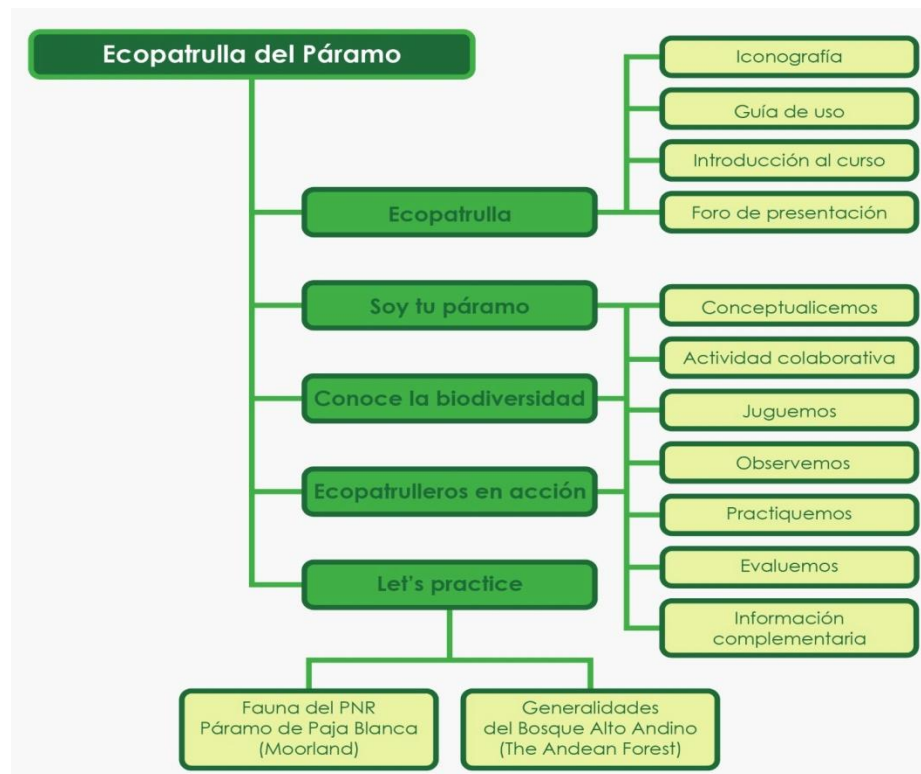 Ecopatrulla del Páramo
Ecopatrulla
Iconografía
Guía de uso
Introducción al curso
Foro de presentación
Soy tu páramo
Conoce la biodiversidad
Ecopatrulleros en acción
Conceptualicemos
Actividad colaborativa
Juguemos
Observemos
Practiquemos
Evaluemos
Información
complementaria
Let's practice
Fauna del PNR
Páramo de Paja Blanca
(Moorland)
Generalidades
del Bosque Alto Andino
(The Andean Forest)